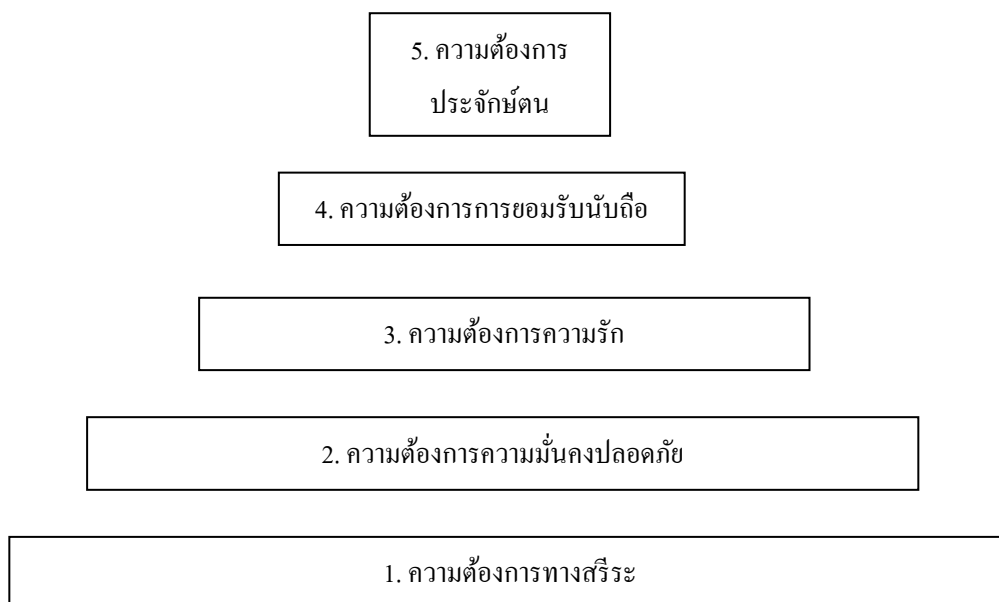 5. ความต้องการ
ประจักษ์ตน
4. ความต้องการการยอมรับนับถือ
3. ความต้องการความรัก
2. ความต้องการความมั่นคงปลอดภัย
1. ความต้องการทางสรีระ